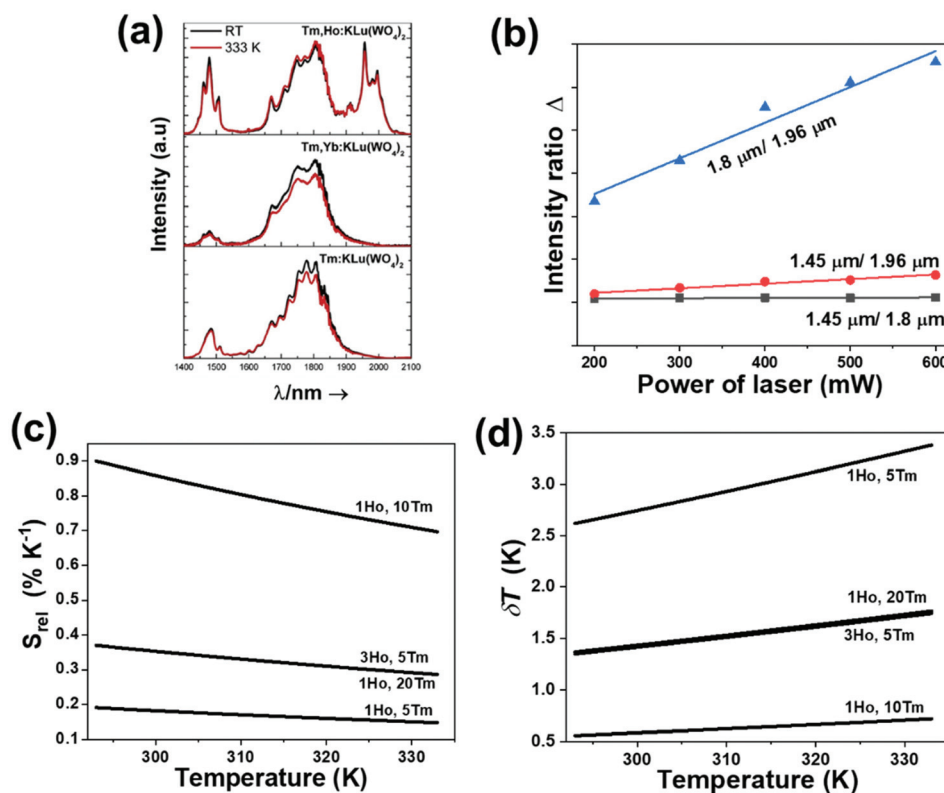 (a)
RT
333 K
Tm,Ho:KLu(WO₄)₂
Tm,Yb:KLu(WO₄)₂
Tm:KLu(WO₄)₂
Intensity (a.u)
1400 1500 1600 1700 1800 1900 2000 2100
λ/nm →
(b)
Intensity ratio Δ
1.8 μm/ 1.96 μm
1.45 μm/ 1.96 μm
1.45 μm/ 1.8 μm
200 300 400 500 600
Power of laser (mW)
(c)
S_rel (% K⁻¹)
0.9
0.8
0.7
0.6
0.5
0.4
0.3
0.2
0.1
1Ho, 10Tm
3Ho, 5Tm
1Ho, 20Tm
1Ho, 5Tm
300 310 320 330
Temperature (K)
(d)
δT (K)
3.5
3.0
2.5
2.0
1.5
1.0
0.5
1Ho, 5Tm
1Ho, 20Tm
3Ho, 5Tm
1Ho, 10Tm
300 310 320 330
Temperature (K)